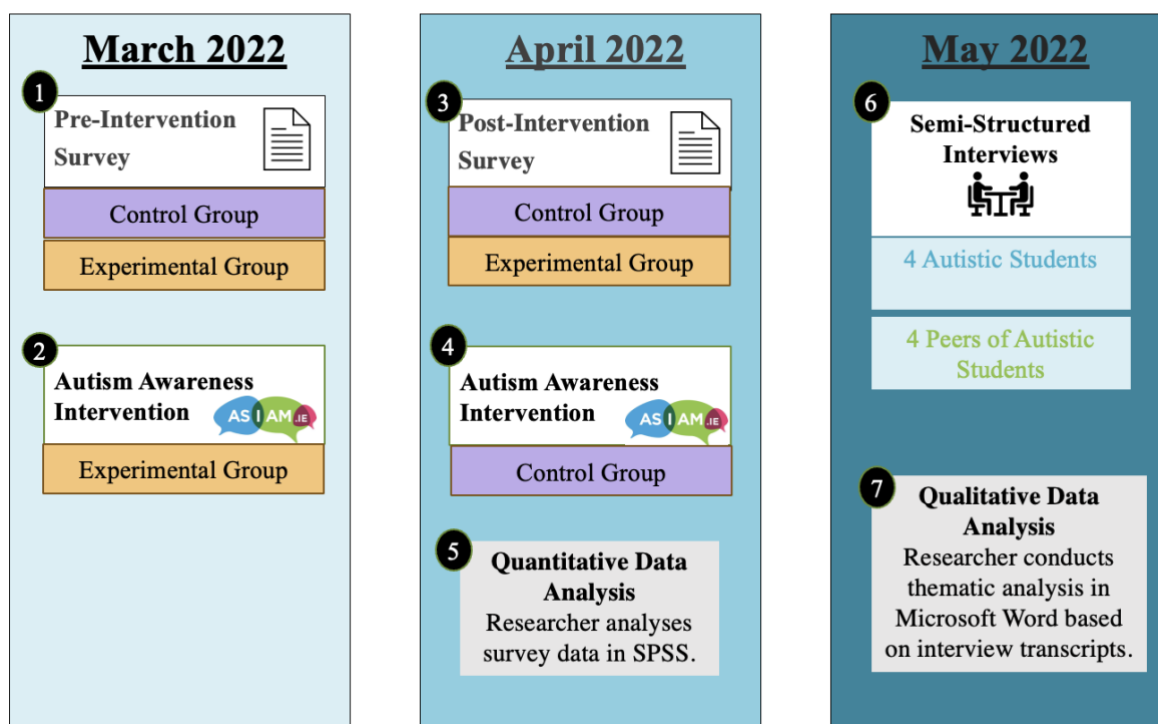 March 2022
1
Pre-Intervention
Survey
Control Group
Experimental Group
2
Autism Awareness
Intervention
AS I AM .IE
Experimental Group
April 2022
3
Post-Intervention
Survey
Control Group
Experimental Group
4
Autism Awareness
Intervention
AS I AM .IE
Control Group
5
Quantitative Data
Analysis
Researcher analyses
survey data in SPSS.
May 2022
6
Semi-Structured
Interviews
4 Autistic Students
4 Peers of Autistic
Students
7
Qualitative Data
Analysis
Researcher conducts
thematic analysis in
Microsoft Word based
on interview transcripts.